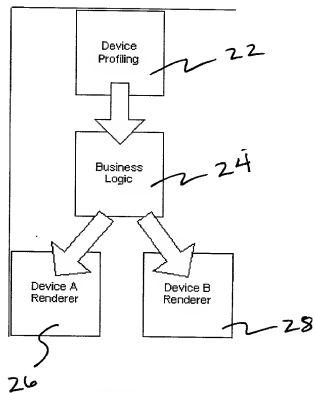 Device
Profiling
22
Business
Logic
24
Device A
Renderer
Device B
Renderer
26
28